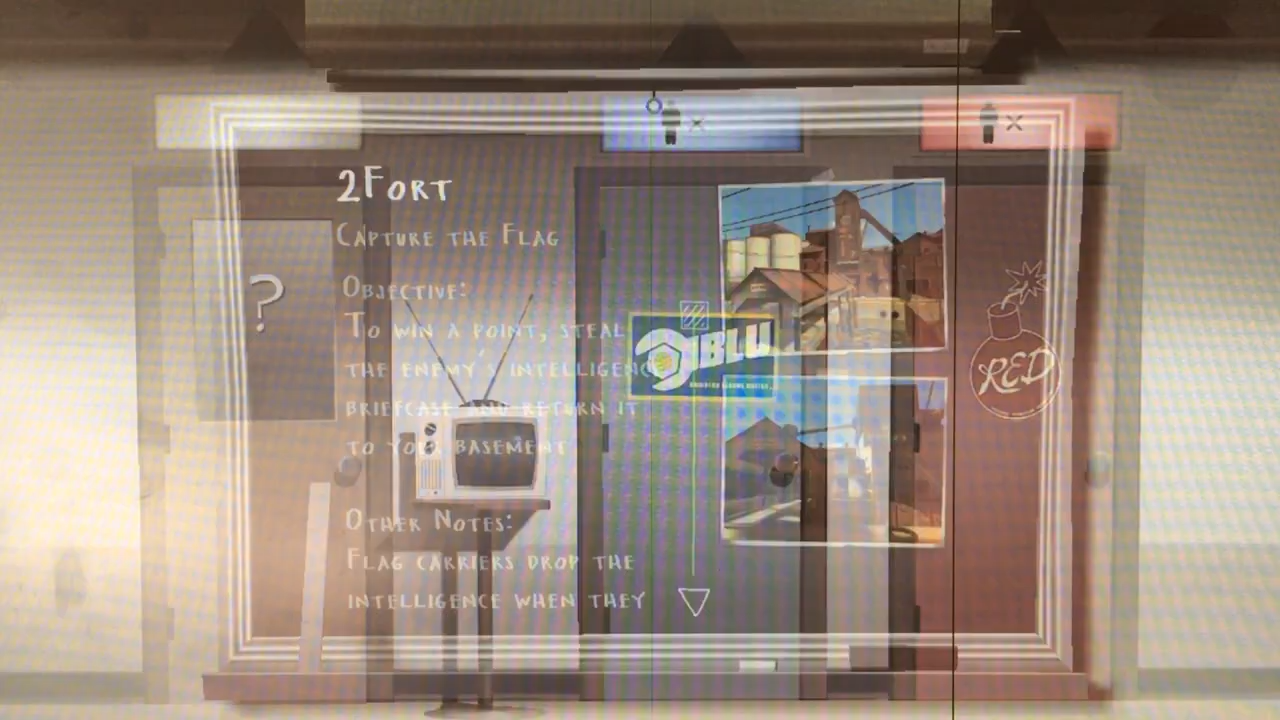 2FORT
CAPTURE THE FLAG
OBJECTIVE:
TO WIN A POINT, STEAL
THE ENEMY'S INTELLIGENCE
BRIEFCASE AND RETURN IT
TO YOUR BASEMENT
OTHER NOTES:
FLAG CARRIERS DROP THE
INTELLIGENCE WHEN THEY
?
BLU
RED